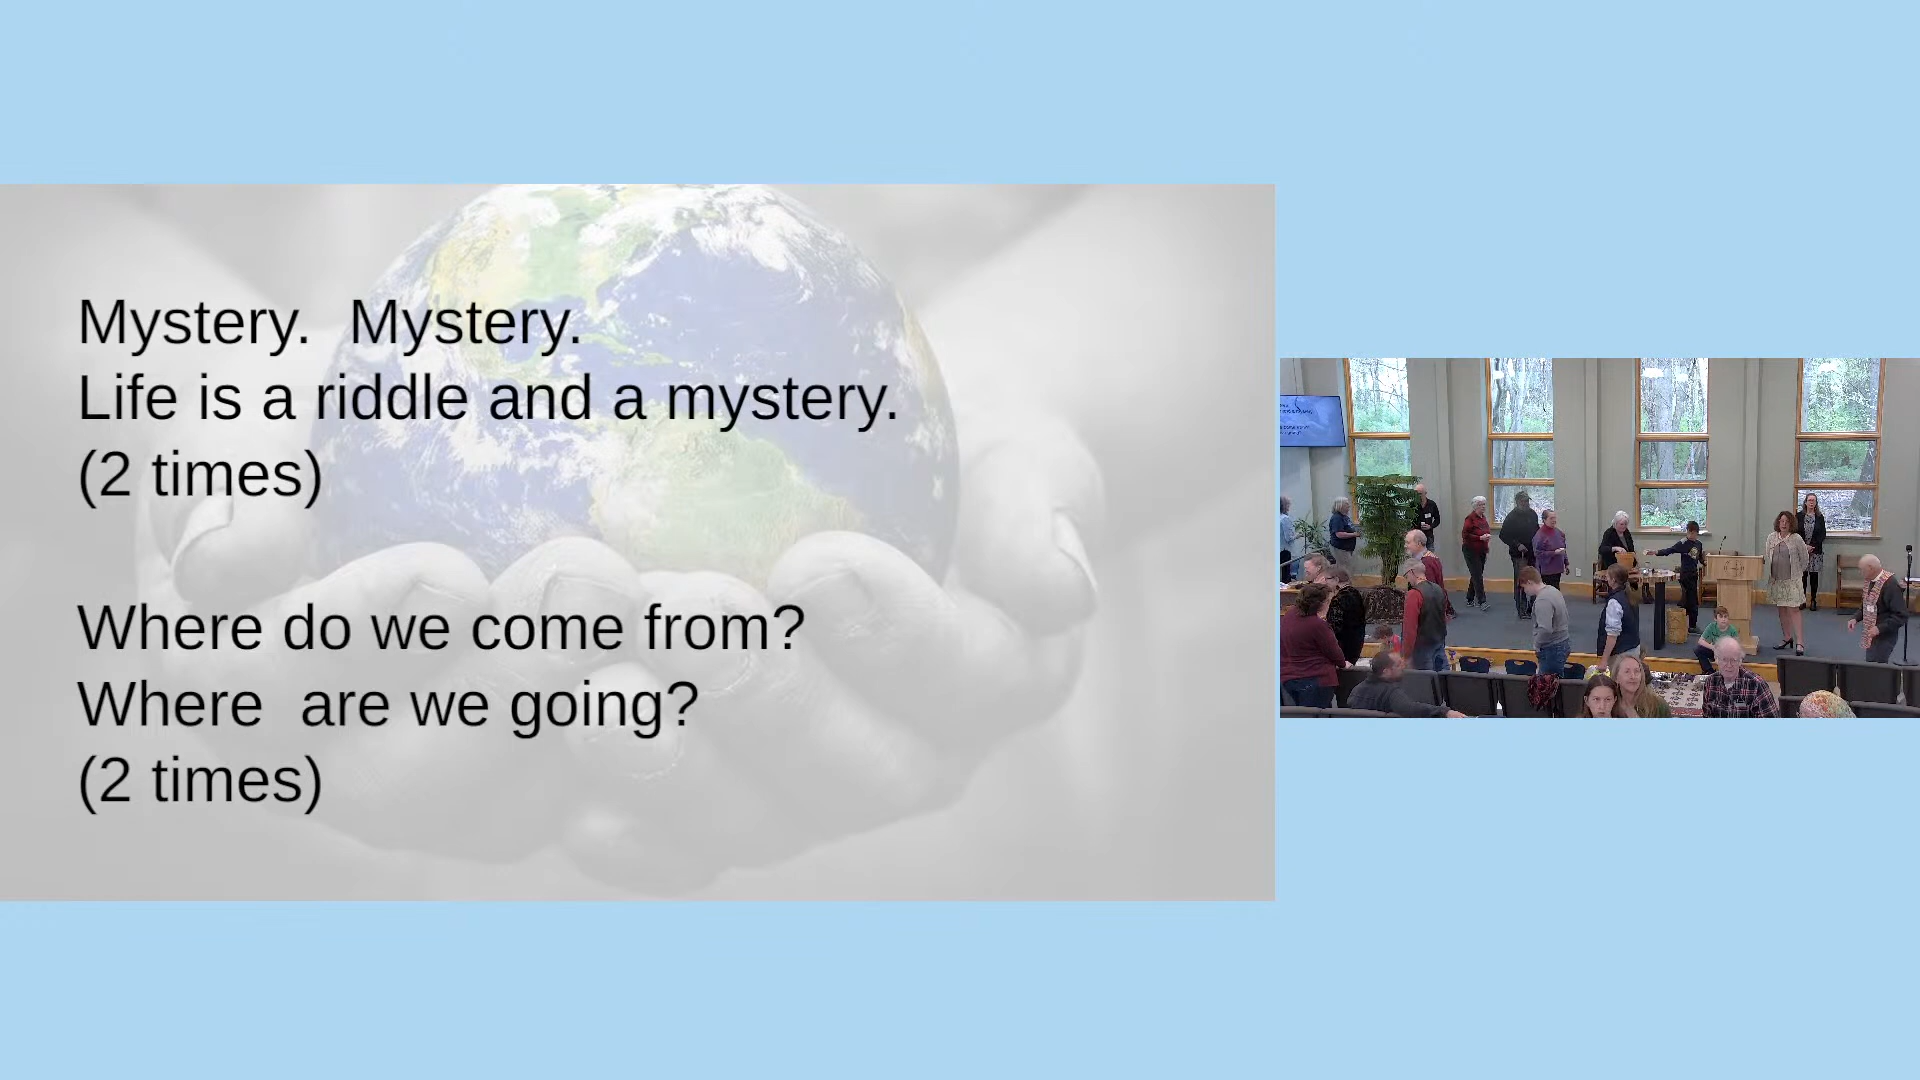 Mystery.  Mystery.
Life is a riddle and a mystery.
(2 times)
Where do we come from?
Where  are we going?
(2 times)